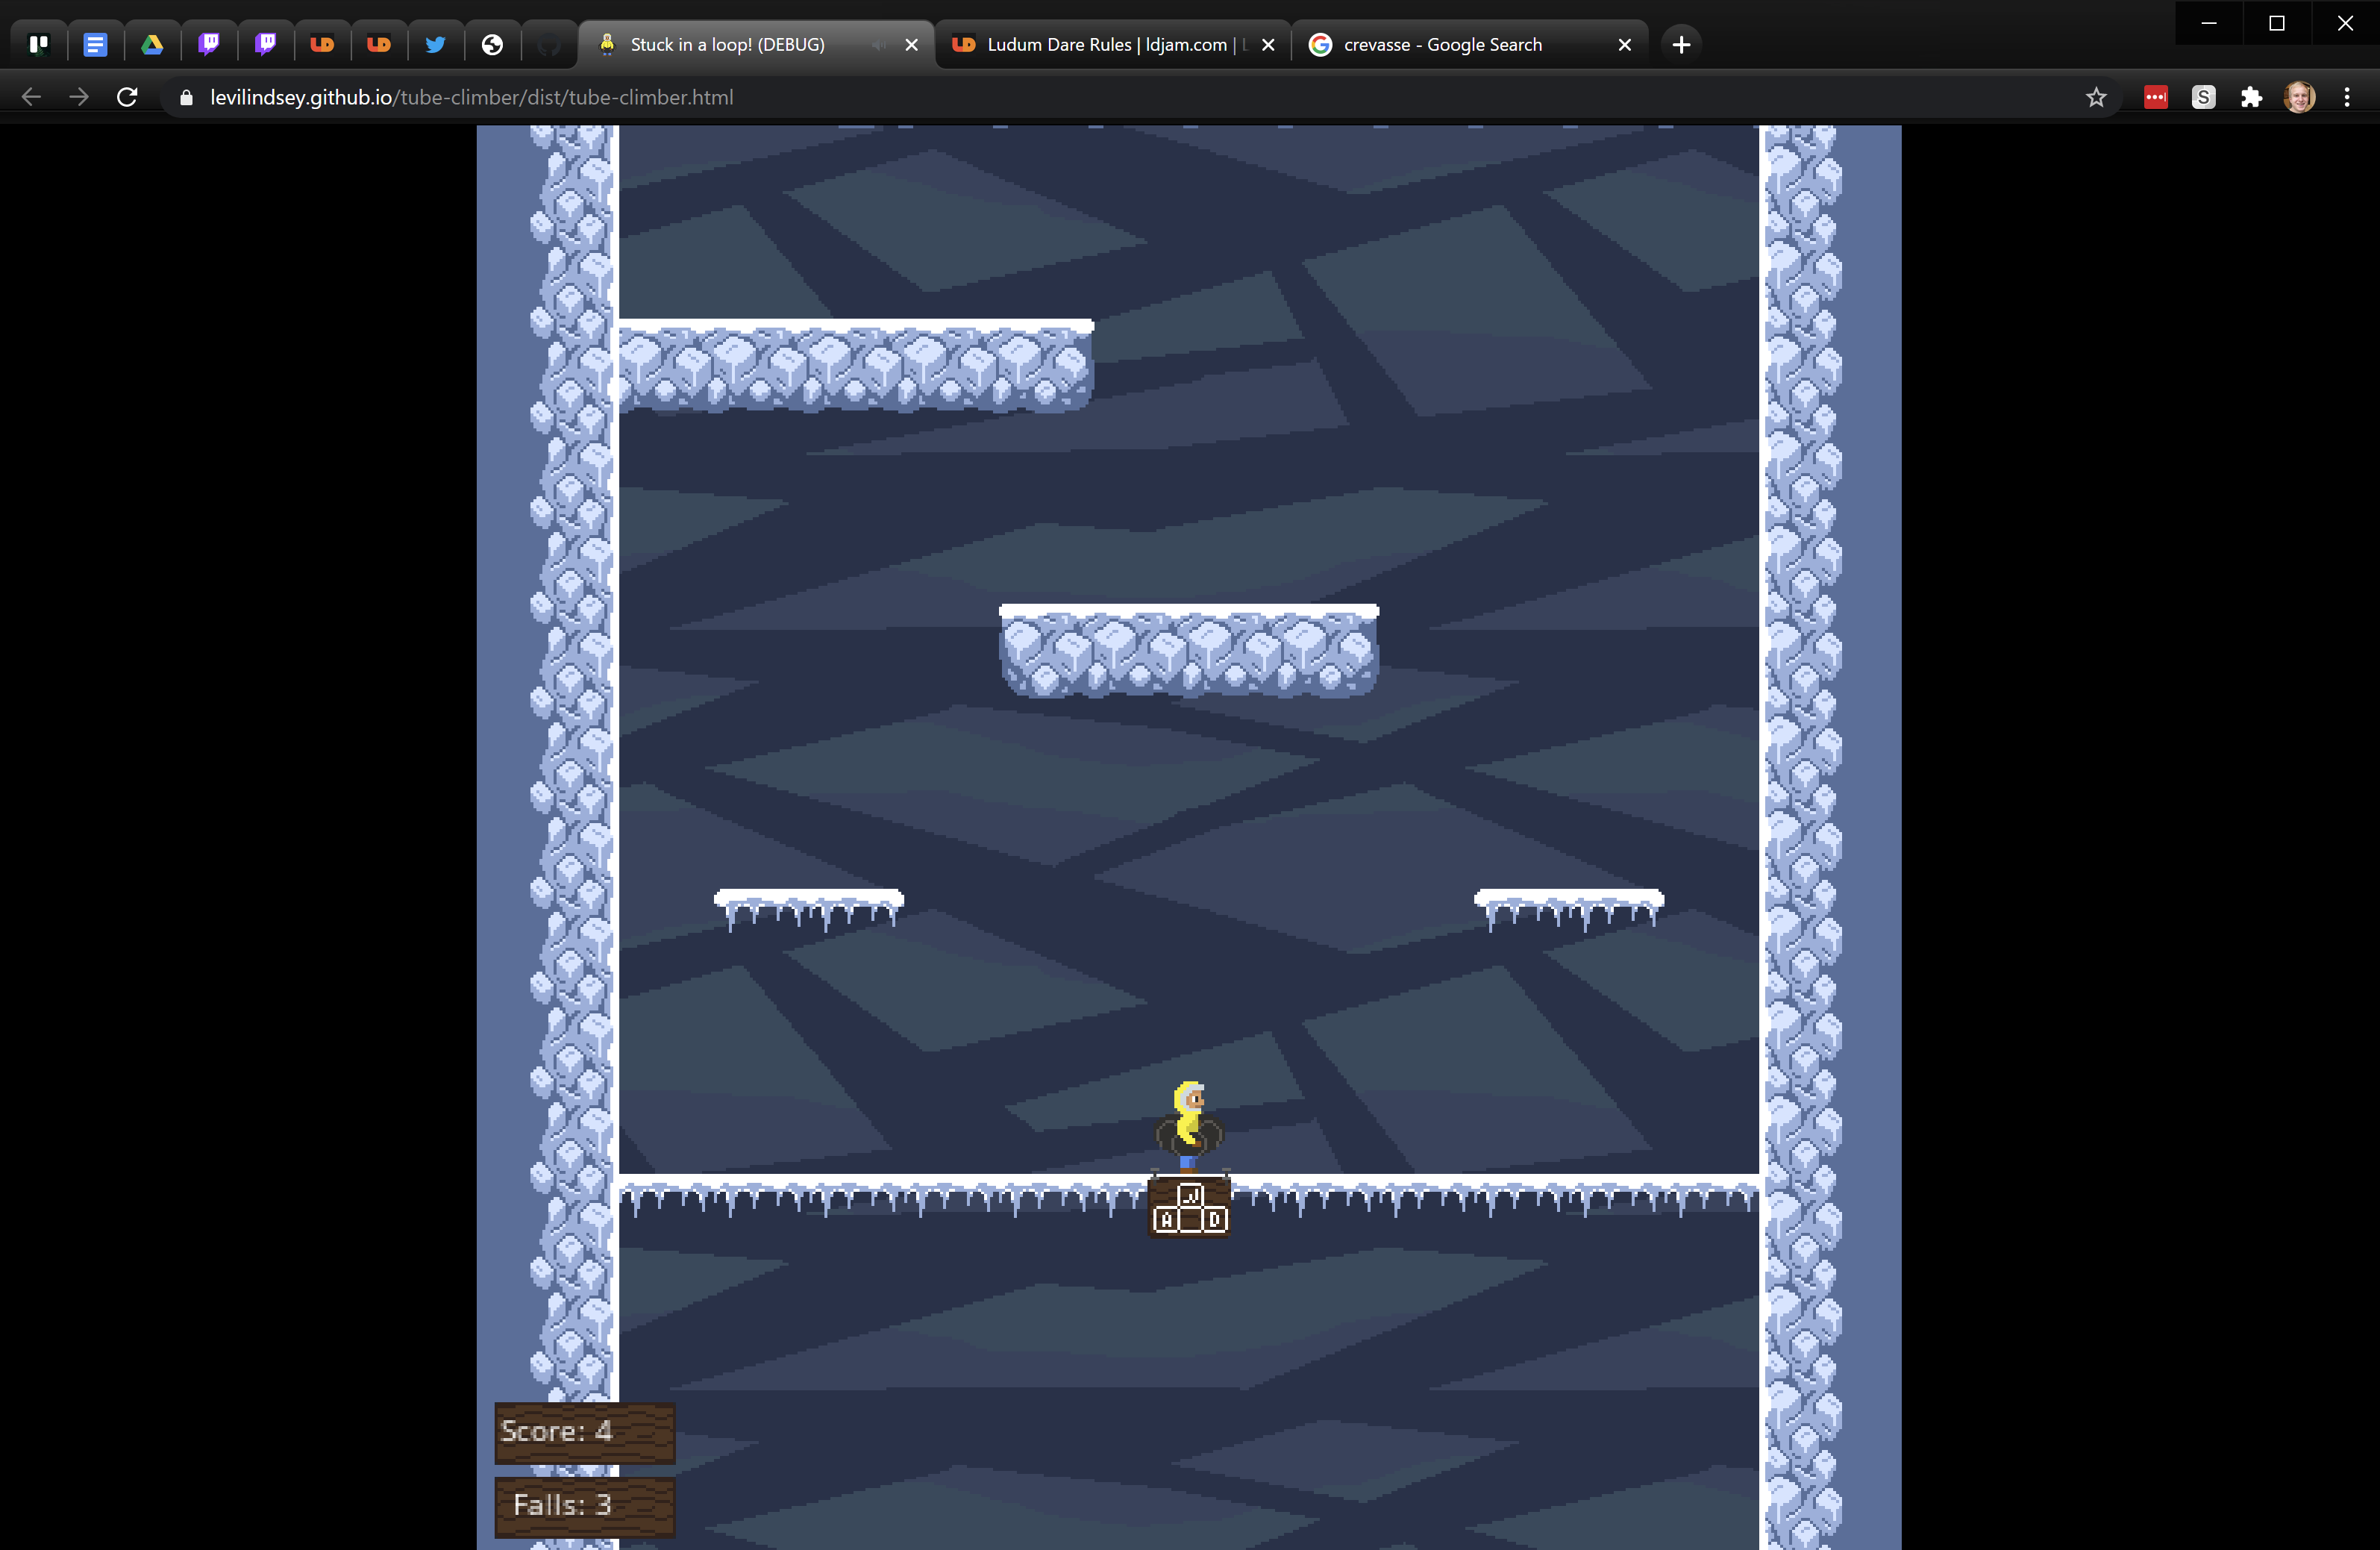 Stuck in a loop! (DEBUG)
Ludum Dare Rules | ldjam.com |
crevasse - Google Search
levilindsey.github.io/tube-climber/dist/tube-climber.html
S
A D
Score: 4
Falls: 3